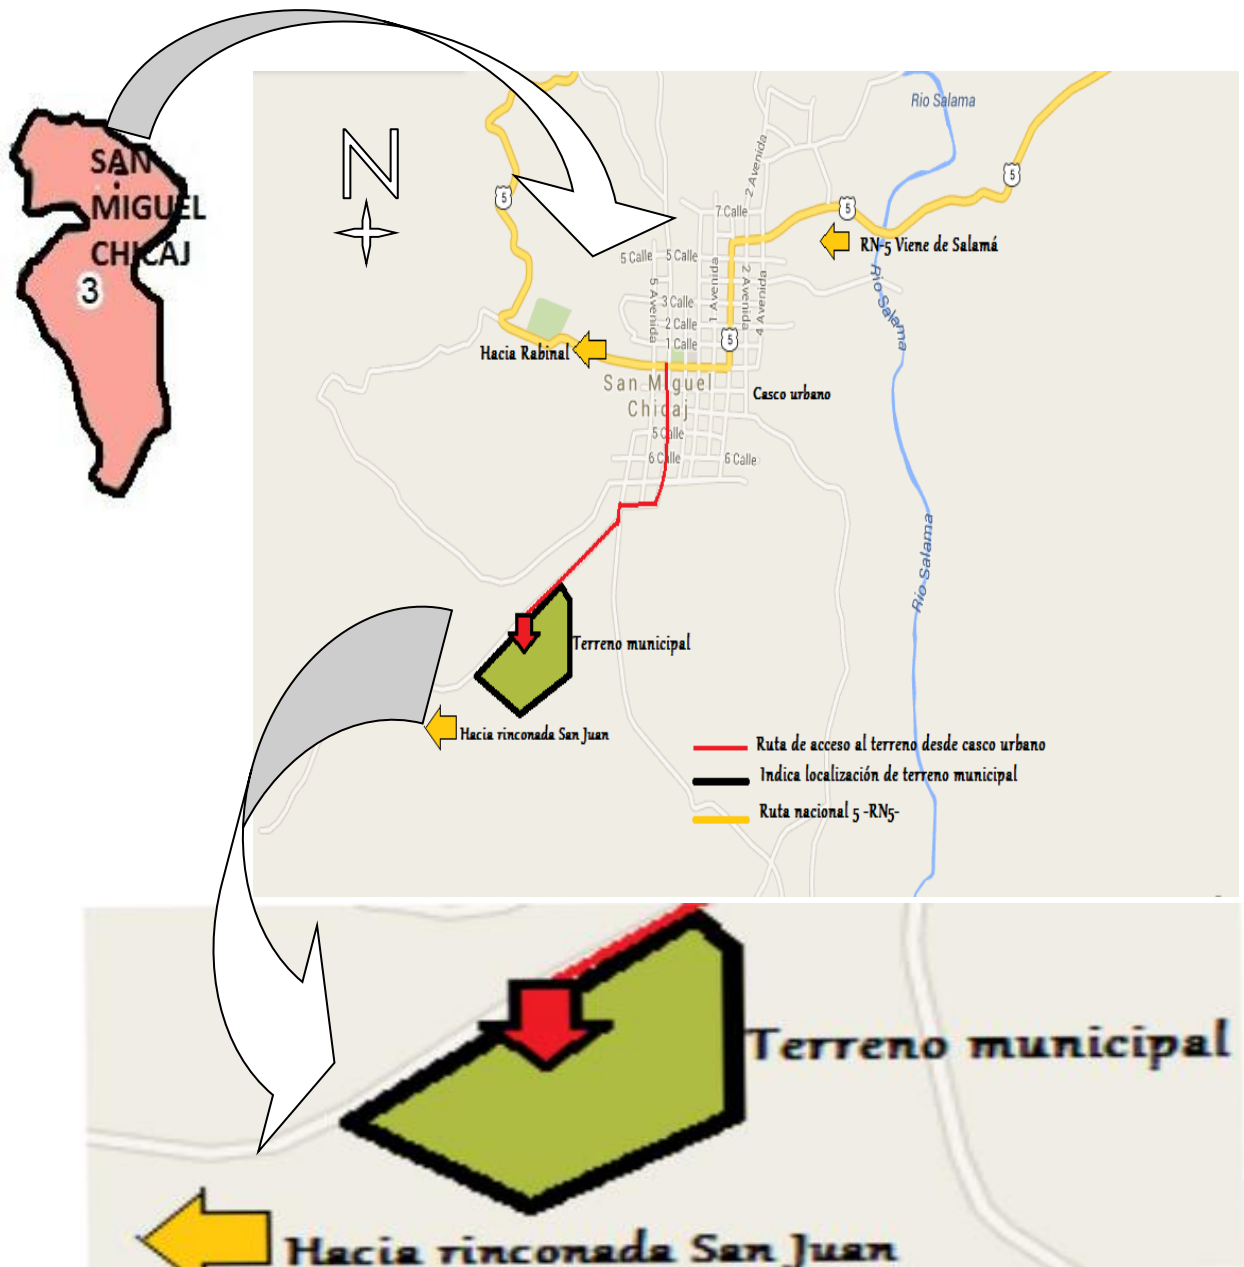 SAN
MIGUEL
CHICAJ
3
N
Rio Salama
5
5
5
2 Avenida
7 Calle
RN-5 Viene de Salamá
5 Calle
5 Calle
5 Avenida
1 Avenida
2 Avenida
4 Avenida
Rio Salama
3 Calle
2 Calle
1 Calle
5
Hacia Rabinal
San Miguel
Chicaj
Casco urbano
5 Calle
6 Calle
6 Calle
Rio Salama
Terreno municipal
Hacia rinconada San Juan
Ruta de acceso al terreno desde casco urbano
Indica localización de terreno municipal
Ruta nacional 5 -RN5-
Terreno municipal
Hacia rinconada San Juan